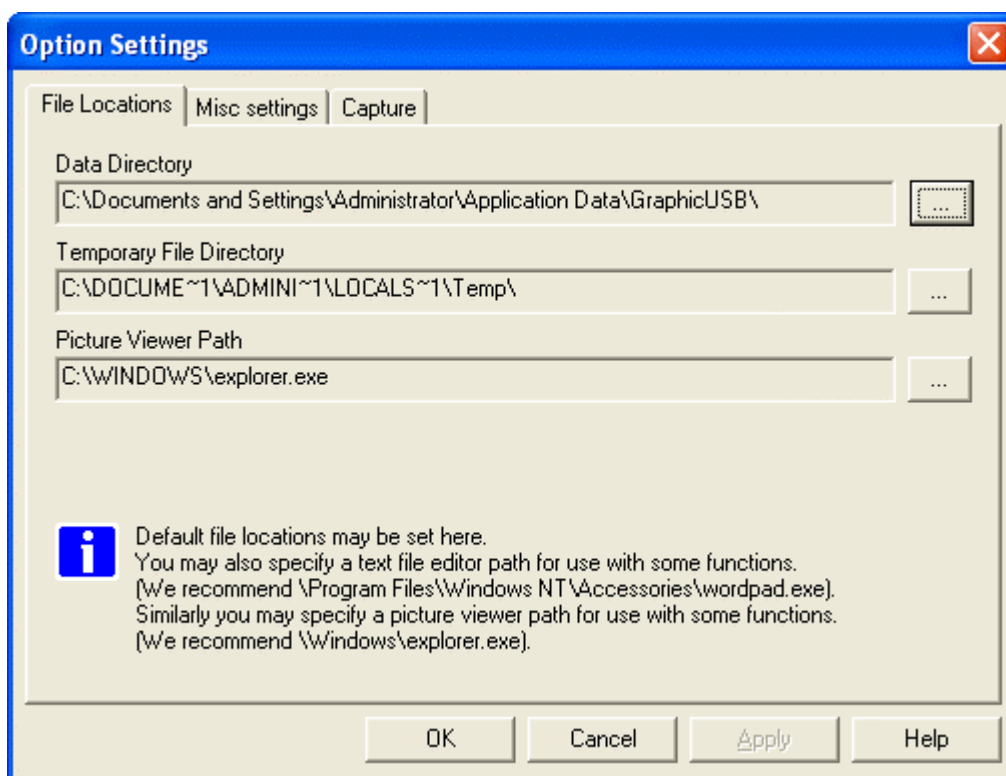 Option Settings
File Locations Misc settings Capture
Data Directory
C:\Documents and Settings\Administrator\Application Data\GraphicUSB\
...
Temporary File Directory
C:\DOCUME~1\ADMINI~1\LOCALS~1\Temp\
...
Picture Viewer Path
C:\WINDOWS\explorer.exe
...
Default file locations may be set here.
You may also specify a text file editor path for use with some functions.
(We recommend \Program Files\Windows NT\Accessories\wordpad.exe).
Similarly you may specify a picture viewer path for use with some functions.
(We recommend \Windows\explorer.exe).
OK Cancel Apply Help